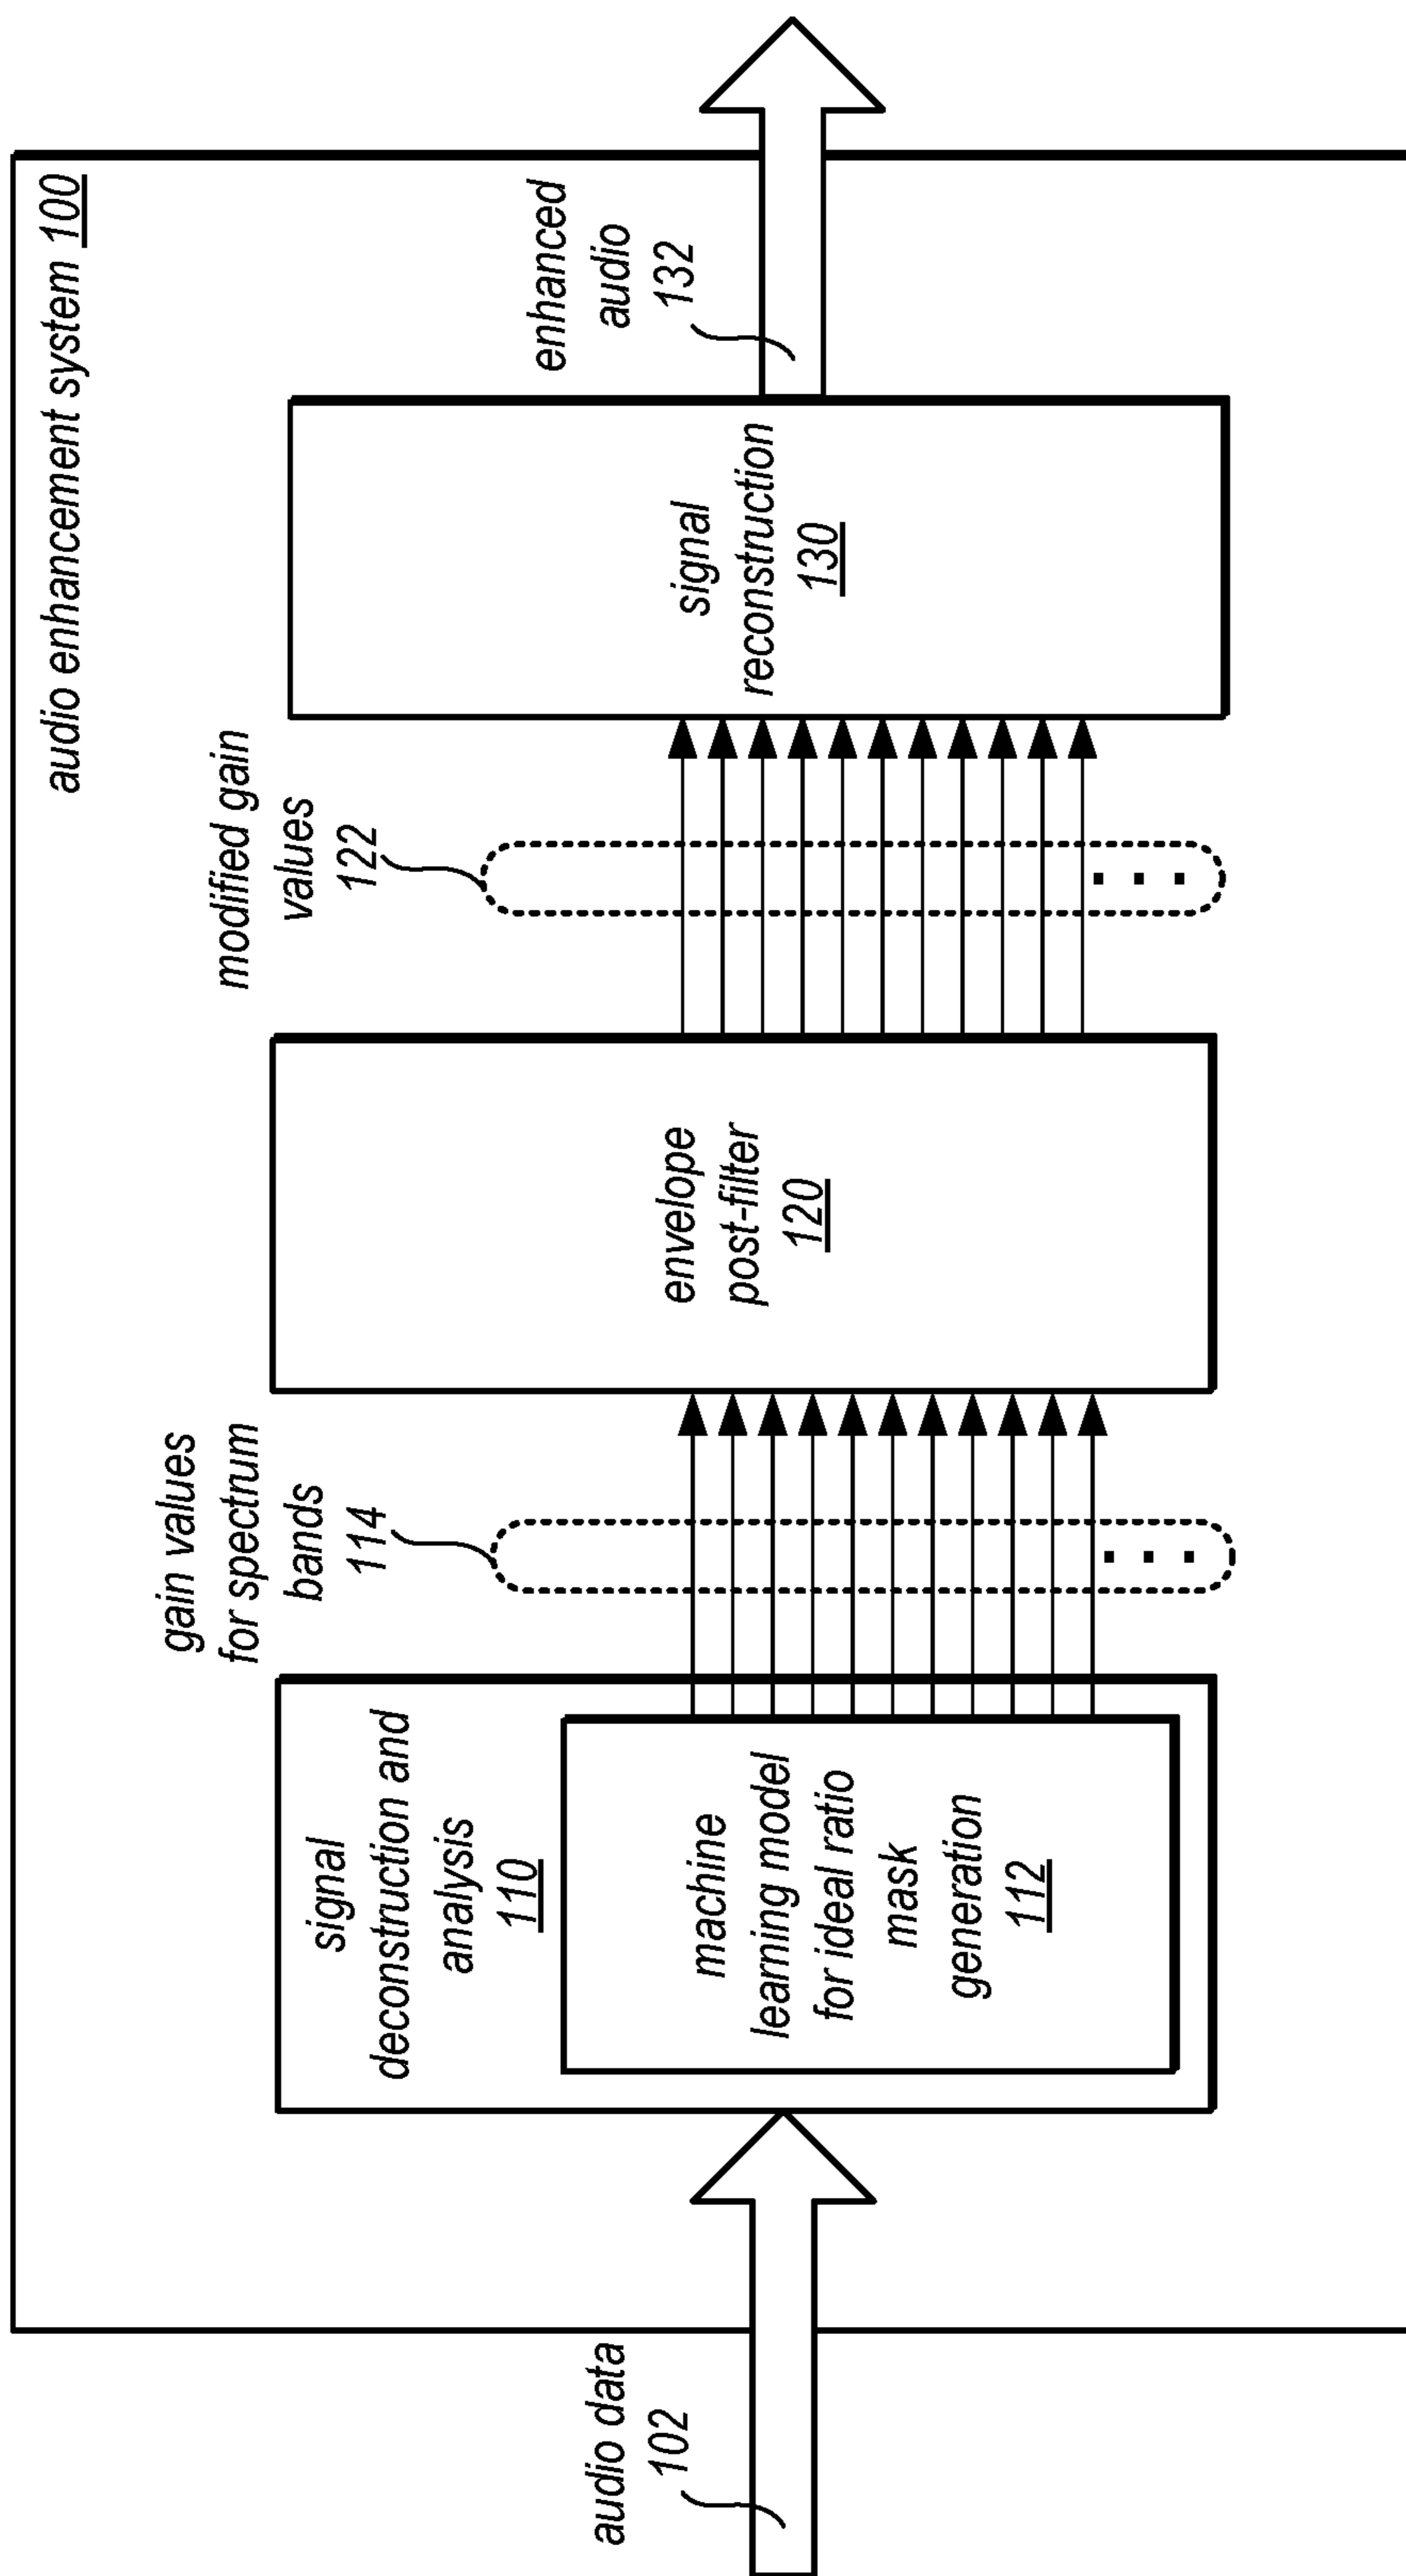 audio enhancement system 100
audio data
102
signal
deconstruction and
analysis
110
machine
learning model
for ideal ratio
mask
generation
112
gain values
for spectrum
bands
114
envelope
post-filter
120
modified gain
values
122
signal
reconstruction
130
enhanced
audio
132